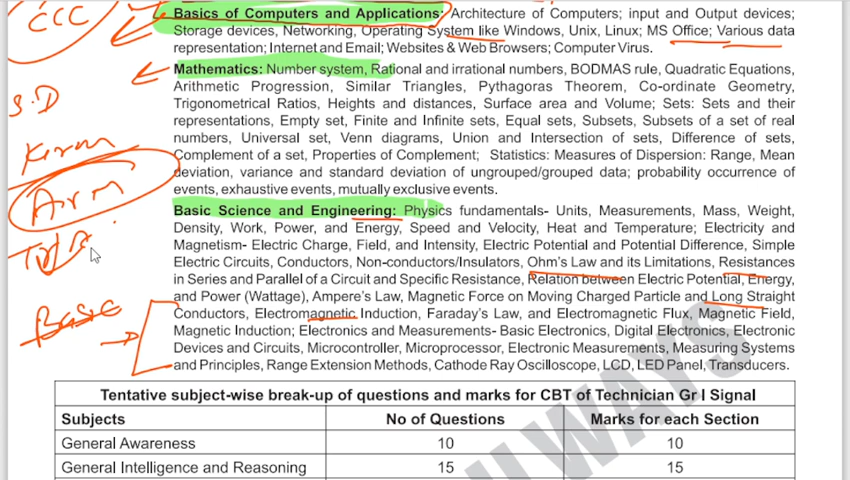 CCC
Basics of Computers and Applications: Architecture of Computers; input and Output devices;
Storage devices, Networking, Operating System like Windows, Unix, Linux; MS Office; Various data
representation; Internet and Email; Websites & Web Browsers; Computer Virus.
Mathematics: Number system, Rational and irrational numbers, BODMAS rule, Quadratic Equations,
Arithmetic Progression, Similar Triangles, Pythagoras Theorem, Co-ordinate Geometry,
S.D
Trigonometrical Ratios, Heights and distances, Surface area and Volume; Sets: Sets and their
representations, Empty set, Finite and Infinite sets, Equal sets, Subsets, Subsets of a set of real
numbers, Universal set, Venn diagrams, Union and Intersection of sets, Difference of sets,
Complement of a set, Properties of Complement; Statistics: Measures of Dispersion: Range, Mean
deviation, variance and standard deviation of ungrouped/grouped data; probability occurrence of
events, exhaustive events, mutually exclusive events.
Basic Science and Engineering: Physics fundamentals- Units, Measurements, Mass, Weight,
Density, Work, Power, and Energy, Speed and Velocity, Heat and Temperature; Electricity and
Magnetism- Electric Charge, Field, and Intensity, Electric Potential and Potential Difference, Simple
Electric Circuits, Conductors, Non-conductors/Insulators, Ohm's Law and its Limitations, Resistances
in Series and Parallel of a Circuit and Specific Resistance, Relation between Electric Potential, Energy,
and Power (Wattage), Ampere's Law, Magnetic Force on Moving Charged Particle and Long Straight
Basic
Conductors, Electromagnetic Induction, Faraday's Law, and Electromagnetic Flux, Magnetic Field,
Magnetic Induction; Electronics and Measurements- Basic Electronics, Digital Electronics, Electronic
Devices and Circuits, Microcontroller, Microprocessor, Electronic Measurements, Measuring Systems
and Principles, Range Extension Methods, Cathode Ray Oscilloscope, LCD, LED Panel, Transducers.
Tentative subject-wise break-up of questions and marks for CBT of Technician Gr I Signal
Subjects No of Questions Marks for each Section
General Awareness 10 10
General Intelligence and Reasoning 15 15